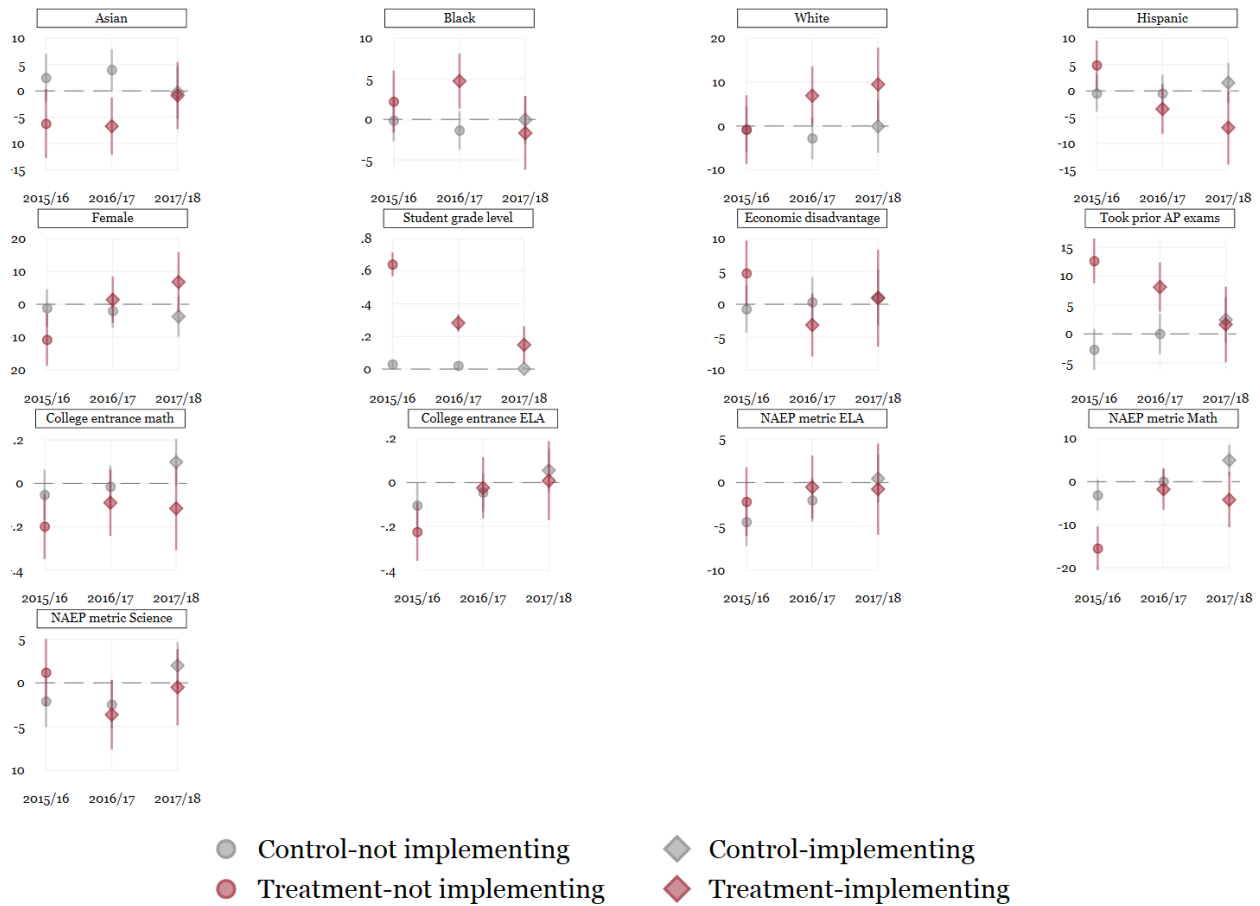 Asian Black White Hispanic
10 10 20 10
5 5 10 5
0 0 0 0
-5 -5 -10 -5
10 10
-15 -15
2015/16 2016/17 2017/18 2015/16 2016/17 2017/18 2015/16 2016/17 2017/18 2015/16 2016/17 2017/18
Female Student grade level Economic disadvantage Took prior AP exams
20 .8 10 15
10 .6 5 10
0 .4 0 5
10 .2 -5 0
20 0 -10 -5
2015/16 2016/17 2017/18 2015/16 2016/17 2017/18 2015/16 2016/17 2017/18 2015/16 2016/17 2017/18
College entrance math College entrance ELA NAEP metric ELA NAEP metric Math
.2 .2 5 10
0 0 0 0
-.2 -.2 -5 -10
-.4 -.4 -10 -20
2015/16 2016/17 2017/18 2015/16 2016/17 2017/18 2015/16 2016/17 2017/18 2015/16 2016/17 2017/18
NAEP metric Science
5
0
-5
10
2015/16 2016/17 2017/18
Control-not implementing Control-implementing
Treatment-not implementing Treatment-implementing